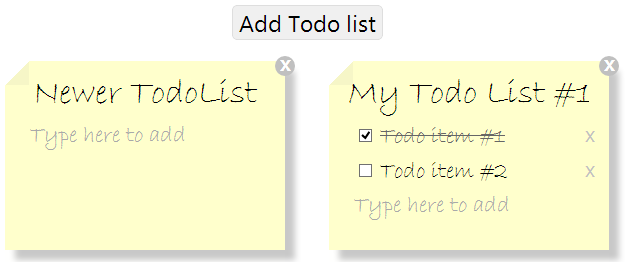 Add Todo list
x
Newer TodoList
Type here to add
x
My Todo List #1
Todo item #1 x
Todo item #2 x
Type here to add